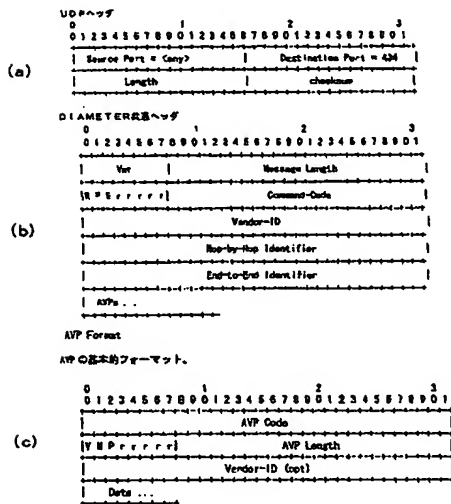 UDPヘッダ
0 1 2 3
0 1 2 3 4 5 6 7 8 9 0 1 2 3 4 5 6 7 8 9 0 1 2 3 4 5 6 7 8 9 0 1
(a)
Source Port = <any> Destination Port = 434
Length checksum
DIAMETER共通ヘッダ
0 1 2 3
0 1 2 3 4 5 6 7 8 9 0 1 2 3 4 5 6 7 8 9 0 1 2 3 4 5 6 7 8 9 0 1
Ver Message Length
R P E r r r r r Command-Code
(b)
Vendor-ID
Hop-by-Hop Identifier
End-to-End Identifier
AVPs . .
AVP Format
AVPの基本的フォーマット、
0 1 2 3
0 1 2 3 4 5 6 7 8 9 0 1 2 3 4 5 6 7 8 9 0 1 2 3 4 5 6 7 8 9 0 1
AVP Code
(c)
V M P r r r r r AVP Length
Vendor-ID (opt)
Data ...